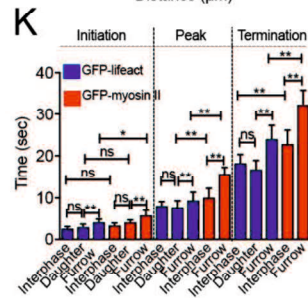 Distance (μm)
K
Initiation Peak Termination
GFP-lifeact
GFP-myosin II
Time (sec)
40
30
20
10
0
* ** ** **
ns ** ns **
ns ** ** **
ns ** ns ** ns **
Interphase Daughter Furrow Interphase Daughter Furrow Interphase Daughter Furrow Interphase Furrow Interphase Daughter Furrow Interphase Furrow